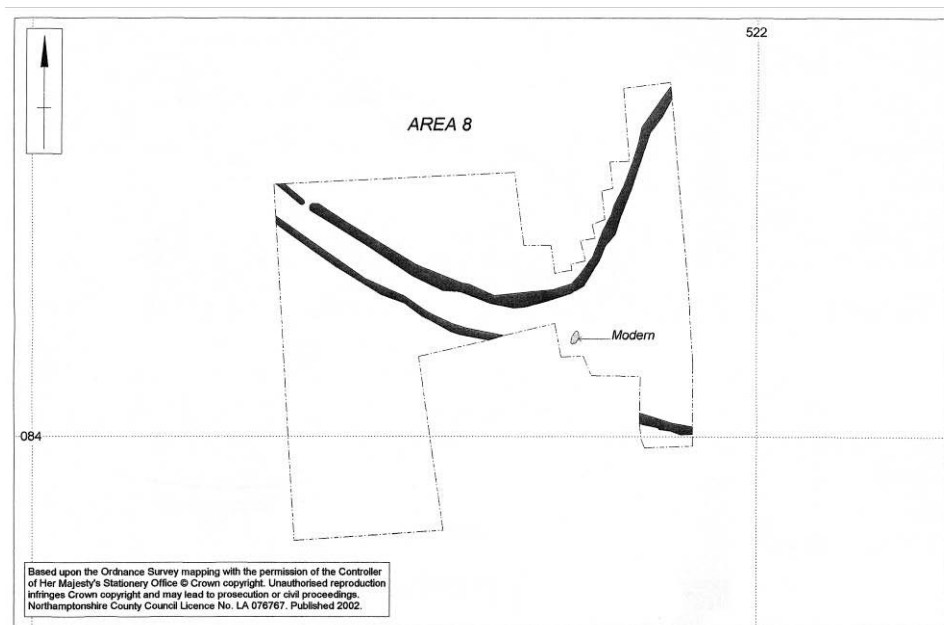 522
AREA 8
Modern
084
Based upon the Ordnance Survey mapping with the permission of the Controller
of Her Majesty's Stationery Office © Crown copyright. Unauthorised reproduction
infringes Crown copyright and may lead to prosecution or civil proceedings.
Northamptonshire County Council Licence No. LA 076767. Published 2002.